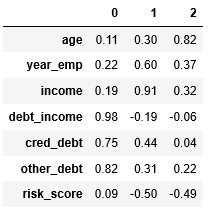 0 1 2
age 0.11 0.30 0.82
year_emp 0.22 0.60 0.37
income 0.19 0.91 0.32
debt_income 0.98 -0.19 -0.06
cred_debt 0.75 0.44 0.04
other_debt 0.82 0.31 0.22
risk_score 0.09 -0.50 -0.49